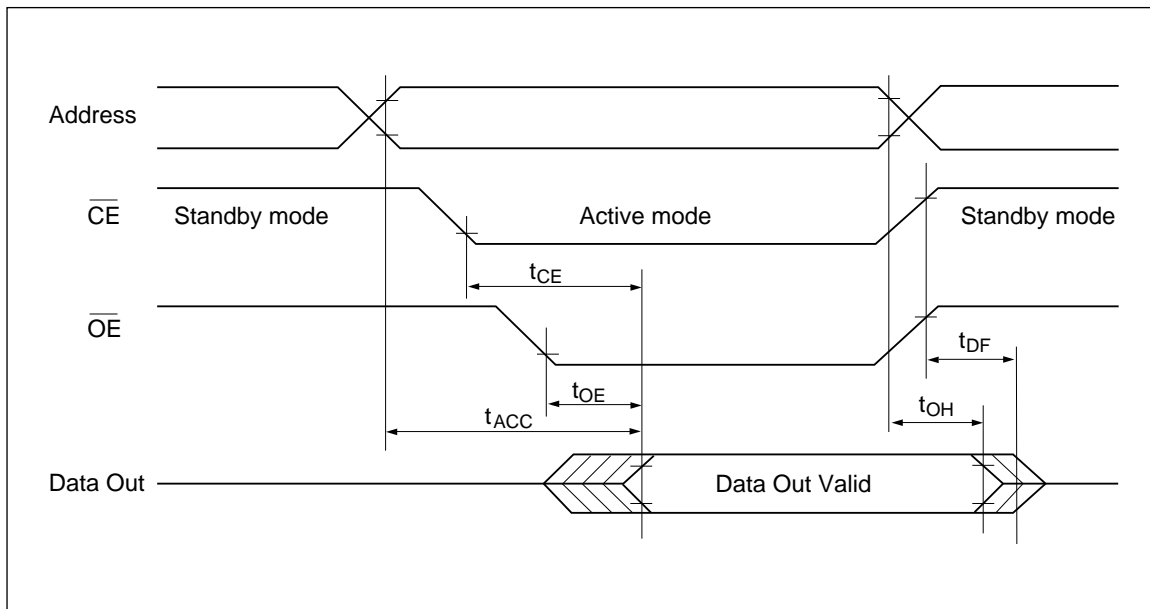 Address
CE
Standby mode
Active mode
Standby mode
tCE
OE
tDF
tOE
tOH
tACC
Data Out
Data Out Valid